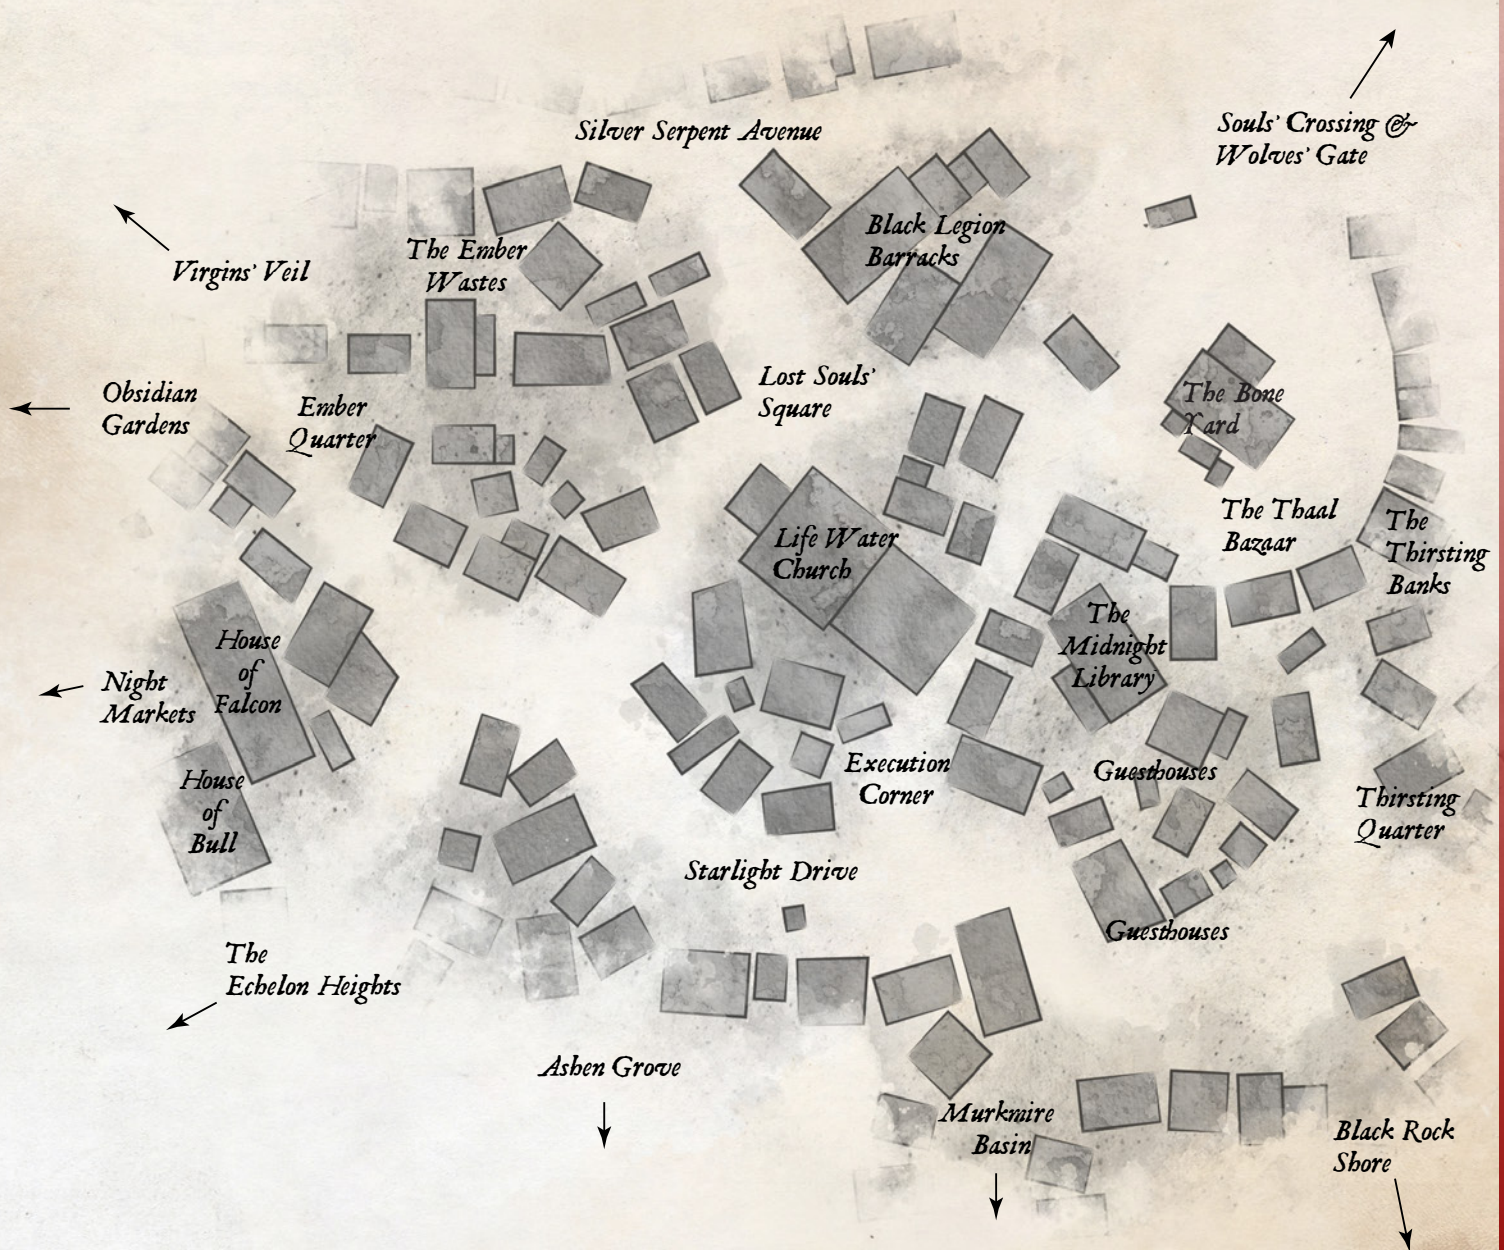 Souls' Crossing &
Wolves' Gate
Silver Serpent Avenue
Black Legion
Barracks
The Ember
Wastes
Virgins' Veil
Obsidian
Gardens
Ember
Quarter
Lost Souls'
Square
The Bone
Yard
The Thaal
Bazaar
The
Thirsting
Banks
Life Water
Church
The
Midnight
Library
House
of
Falcon
Night
Markets
House
of
Bull
Execution
Corner
Guesthouses
Thirsting
Quarter
Starlight Drive
Guesthouses
The
Echelon Heights
Ashen Grove
Murkmire
Basin
Black Rock
Shore